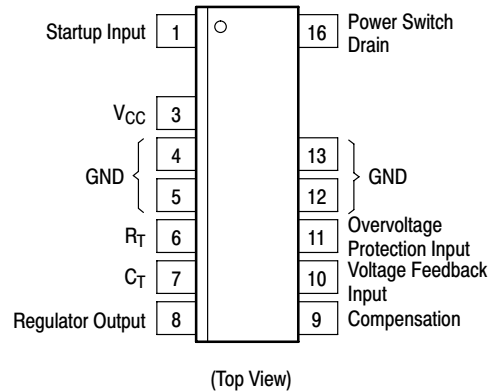 Startup Input 1 16 Power Switch
Drain
VCC 3
4 13
GND GND
5 12
RT 6 11 Overvoltage
Protection Input
CT 7 10 Voltage Feedback
Input
Regulator Output 8 9 Compensation
(Top View)